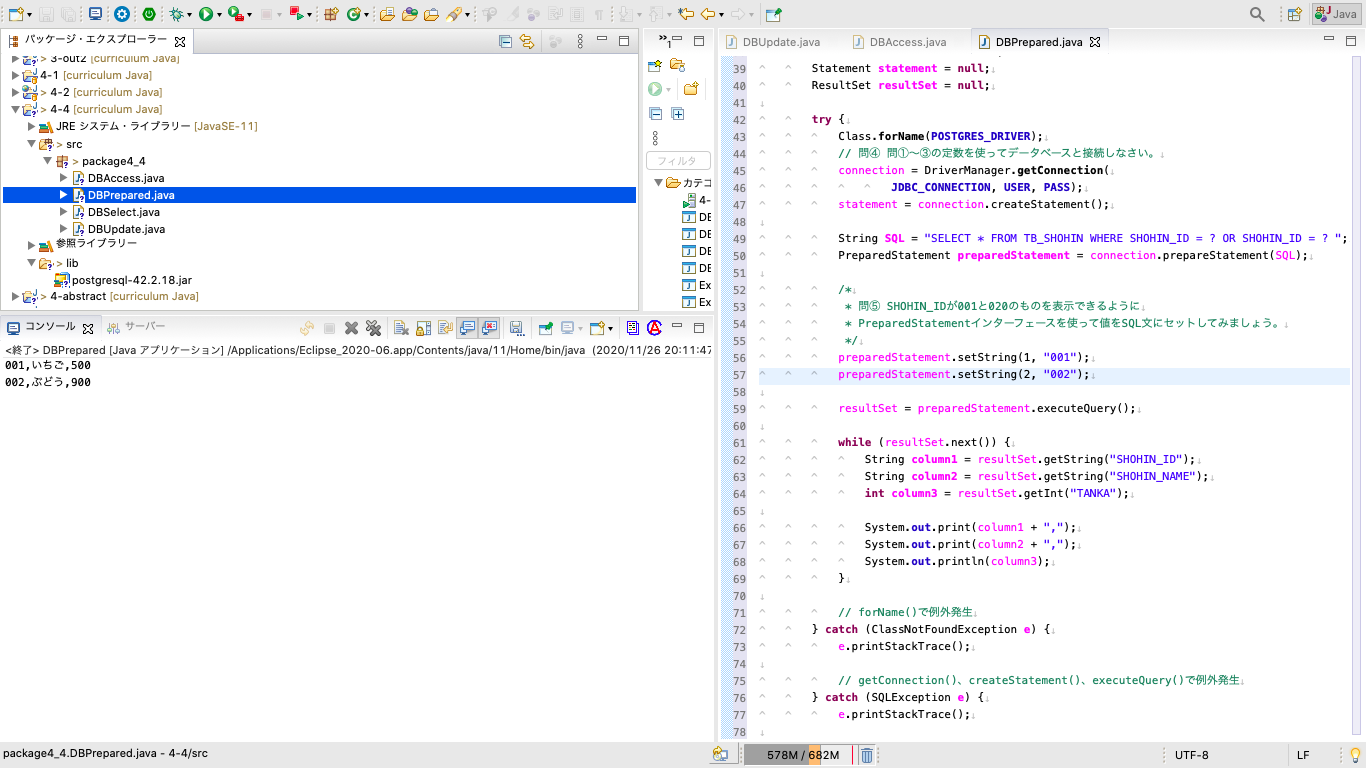 Java
パッケージ・エクスプローラー
3-out2 [curriculum Java]
4-1 [curriculum Java]
> 4-2 [curriculum Java]
> 4-4 [curriculum Java]
JRE システム・ライブラリー [JavaSE-11]
> src
> package4_4
DBAccess.java
DBPrepared.java
DBSelect.java
DBUpdate.java
参照ライブラリー
> lib
postgresql-42.2.18.jar
> 4-abstract [curriculum Java]
»1
フィルタ
カテゴ
4-
DB
DB
DB
DB
Ex
Ex
コンソール
サーバー
<終了> DBPrepared [Java アプリケーション] /Applications/Eclipse_2020-06.app/Contents/java/11/Home/bin/java (2020/11/26 20:11:47
001,いちご,500
002,ぶどう,900
DBUpdate.java
DBAccess.java
DBPrepared.java
39 Statement statement = null;
40 ResultSet resultSet = null;
41
42 try {
43 Class.forName(POSTGRES_DRIVER);
44 // 問④ 問①〜③の定数を使ってデータベースと接続しなさい。
45 connection = DriverManager.getConnection(
46 JDBC_CONNECTION, USER, PASS);
47 statement = connection.createStatement();
48
49 String SQL = "SELECT * FROM TB_SHOHIN WHERE SHOHIN_ID = ? OR SHOHIN_ID = ? ";
50 PreparedStatement preparedStatement = connection.prepareStatement(SQL);
51
52 /*
53 * 問⑤ SHOHIN_IDが001と020のものを表示できるように
54 * PreparedStatementインターフェースを使って値をSQL文にセットしてみましょう。
55 */
56 preparedStatement.setString(1, "001");
57 preparedStatement.setString(2, "002");
58
59 resultSet = preparedStatement.executeQuery();
60
61 while (resultSet.next()) {
62 String column1 = resultSet.getString("SHOHIN_ID");
63 String column2 = resultSet.getString("SHOHIN_NAME");
64 int column3 = resultSet.getInt("TANKA");
65
66 System.out.print(column1 + ",");
67 System.out.print(column2 + ",");
68 System.out.println(column3);
69 }
70
71 // forName()で例外発生
72 } catch (ClassNotFoundException e) {
73 e.printStackTrace();
74
75 // getConnection()、createStatement()、executeQuery()で例外発生
76 } catch (SQLException e) {
77 e.printStackTrace();
78
package4_4.DBPrepared.java - 4-4/src
578M / 682M
UTF-8
LF